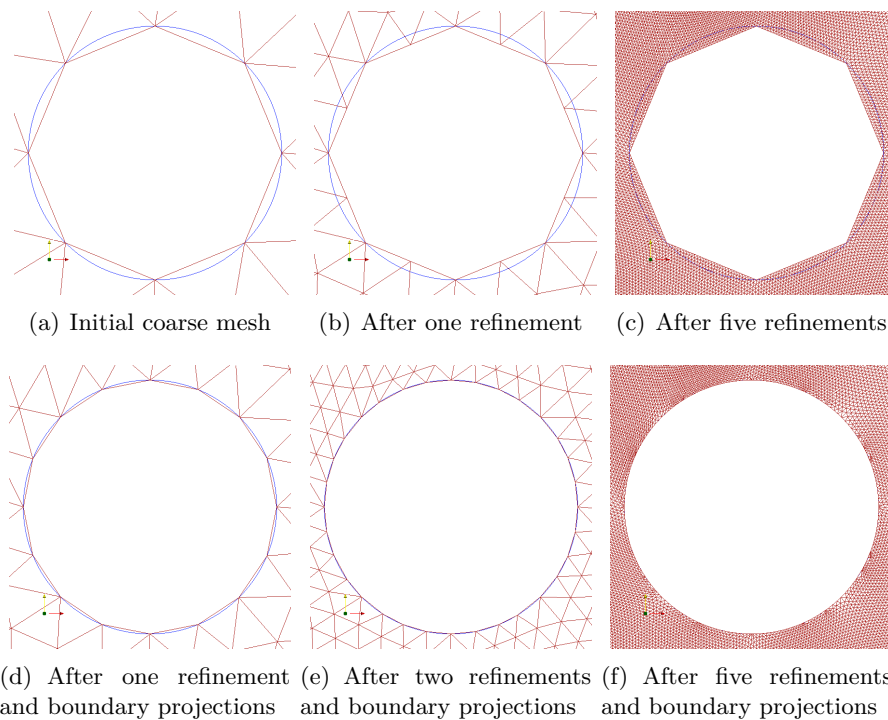 (a) Initial coarse mesh
(b) After one refinement
(c) After five refinements
(d) After one refinement
and boundary projections
(e) After two refinements
and boundary projections
(f) After five refinements
and boundary projections